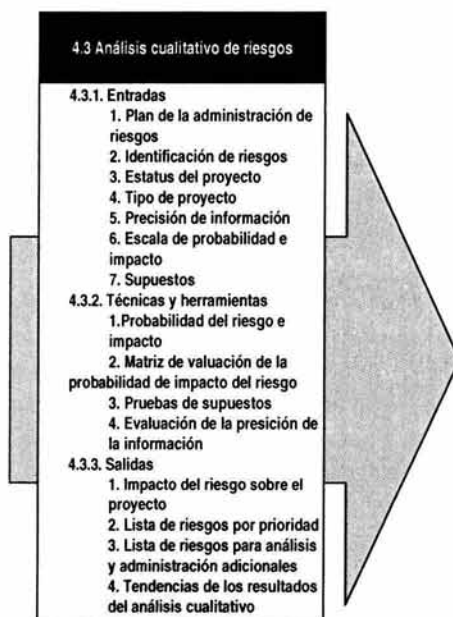 4.3 Análisis cualitativo de riesgos
4.3.1. Entradas
1. Plan de la administración de
riesgos
2. Identificación de riesgos
3. Estatus del proyecto
4. Tipo de proyecto
5. Precisión de información
6. Escala de probabilidad e
impacto
7. Supuestos
4.3.2. Técnicas y herramientas
1.Probabilidad del riesgo e
impacto
2. Matriz de valuación de la
probabilidad de impacto del riesgo
3. Pruebas de supuestos
4. Evaluación de la presición de
la información
4.3.3. Salidas
1. Impacto del riesgo sobre el
proyecto
2. Lista de riesgos por prioridad
3. Lista de riesgos para análisis
y administración adicionales
4. Tendencias de los resultados
del análisis cualitativo